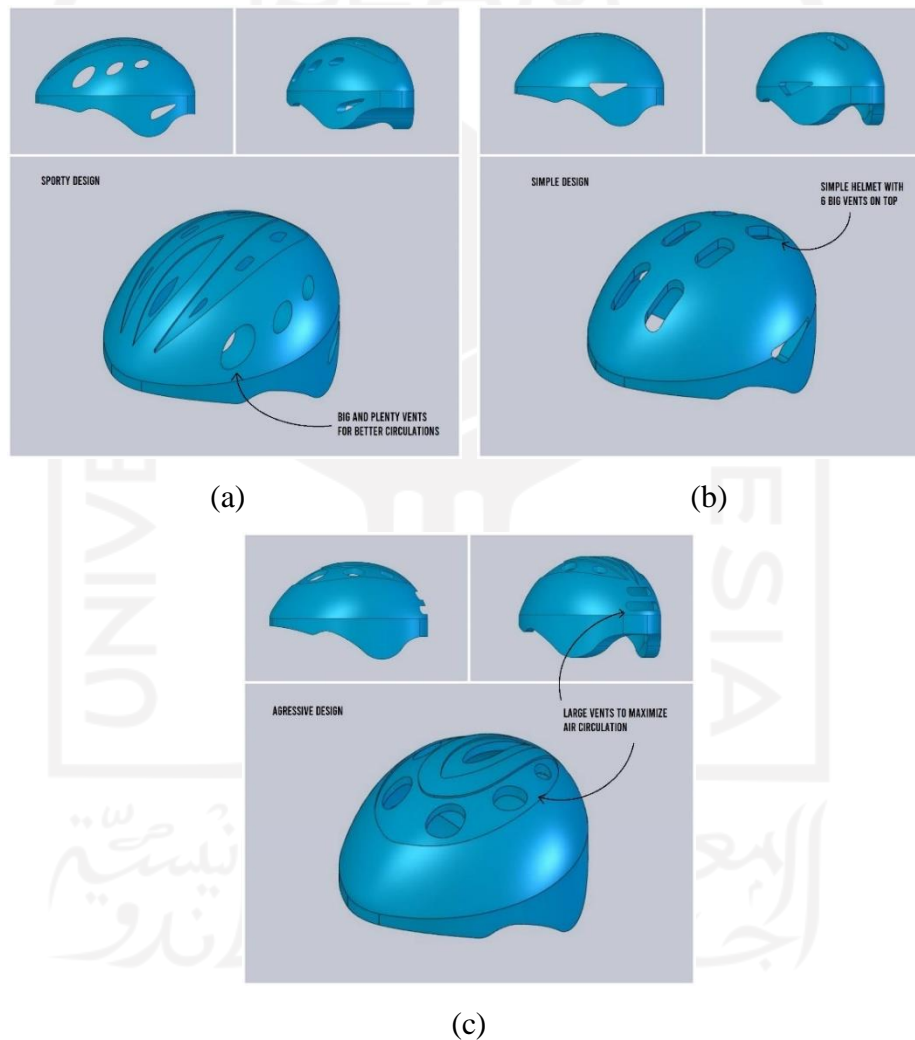 ISLAM
SPORTY DESIGN
BIG AND PLENTY VENTS
FOR BETTER CIRCULATIONS
SIMPLE DESIGN
SIMPLE HELMET WITH
6 BIG VENTS ON TOP
(a)
(b)
AGRESSIVE DESIGN
LARGE VENTS TO MAXIMIZE
AIR CIRCULATION
(c)